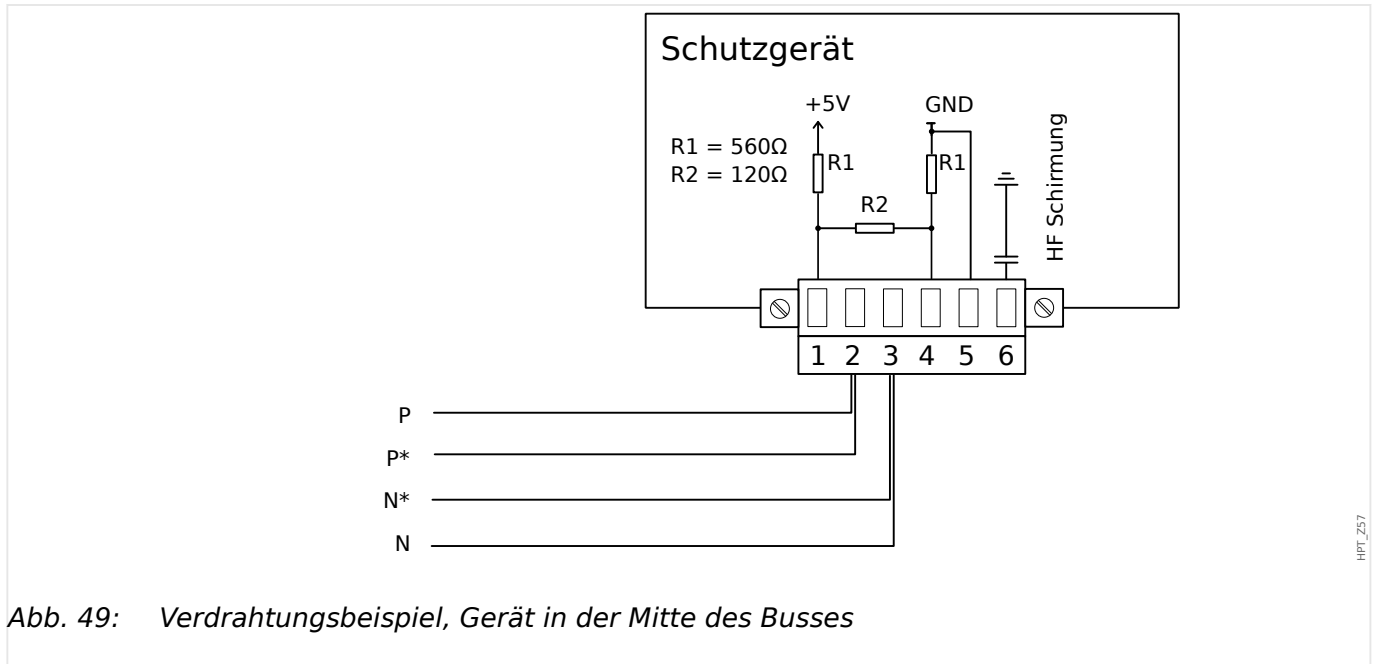 Schutzgerät
+5V GND
R1 = 560Ω
R2 = 120Ω
R1 R1
R2
HF Schirmung
1 2 3 4 5 6
P
P*
N*
N
HPT_Z57
Abb. 49: Verdrahtungsbeispiel, Gerät in der Mitte des Busses